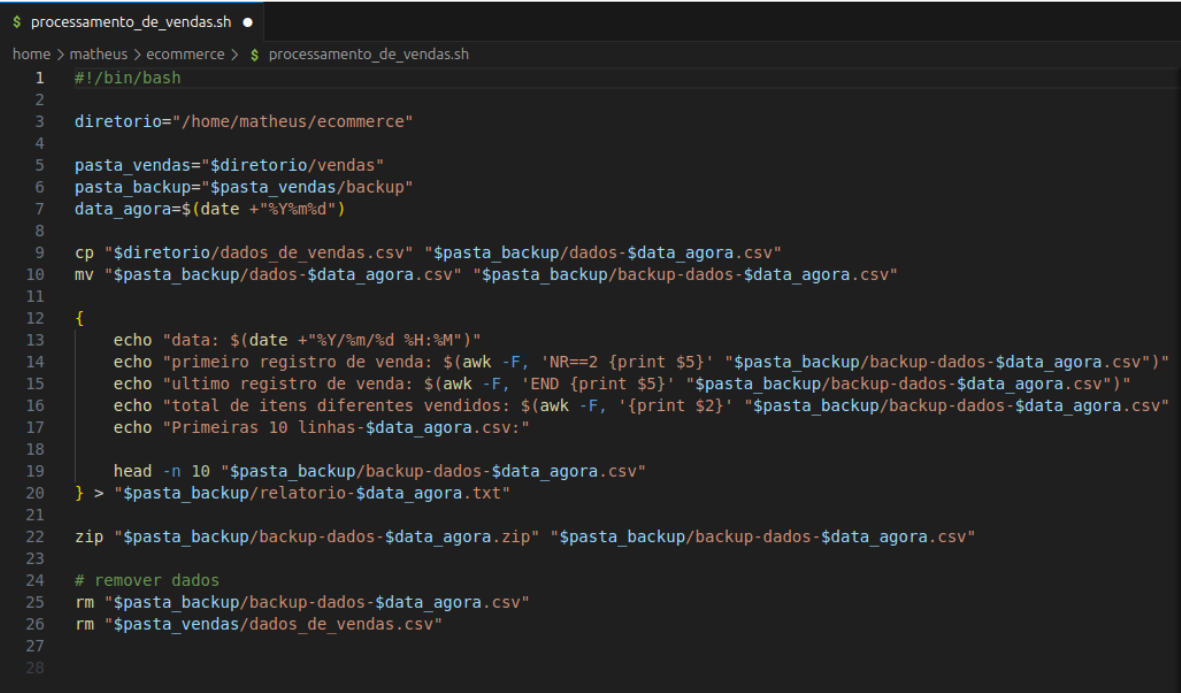 $ processamento_de_vendas.sh ●
home > matheus > ecommerce > $ processamento_de_vendas.sh
1 #!/bin/bash
2
3 diretorio="/home/matheus/ecommerce"
4
5 pasta_vendas="$diretorio/vendas"
6 pasta_backup="$pasta_vendas/backup"
7 data_agora=$(date +"%Y%m%d")
8
9 cp "$diretorio/dados_de_vendas.csv" "$pasta_backup/dados-$data_agora.csv"
10 mv "$pasta_backup/dados-$data_agora.csv" "$pasta_backup/backup-dados-$data_agora.csv"
11
12 {
13     echo "data: $(date +"%Y/%m/%d %H:%M")"
14     echo "primeiro registro de venda: $(awk -F, 'NR==2 {print $5}' "$pasta_backup/backup-dados-$data_agora.csv")"
15     echo "ultimo registro de venda: $(awk -F, 'END {print $5}' "$pasta_backup/backup-dados-$data_agora.csv")"
16     echo "total de itens diferentes vendidos: $(awk -F, '{print $2}' "$pasta_backup/backup-dados-$data_agora.csv"
17     echo "Primeiras 10 linhas-$data_agora.csv:"
18
19     head -n 10 "$pasta_backup/backup-dados-$data_agora.csv"
20 } > "$pasta_backup/relatorio-$data_agora.txt"
21
22 zip "$pasta_backup/backup-dados-$data_agora.zip" "$pasta_backup/backup-dados-$data_agora.csv"
23
24 # remover dados
25 rm "$pasta_backup/backup-dados-$data_agora.csv"
26 rm "$pasta_vendas/dados_de_vendas.csv"
27
28